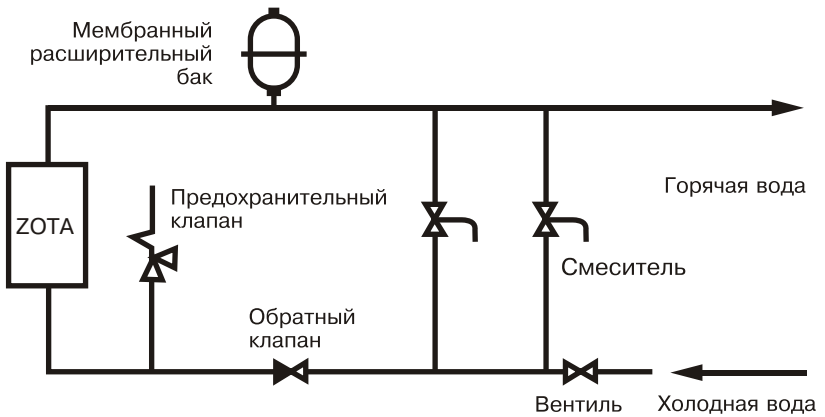 Мембранный
расширительный
бак
Горячая вода
Предохранительный
клапан
ZOTA
Смеситель
Обратный
клапан
Вентиль
Холодная вода